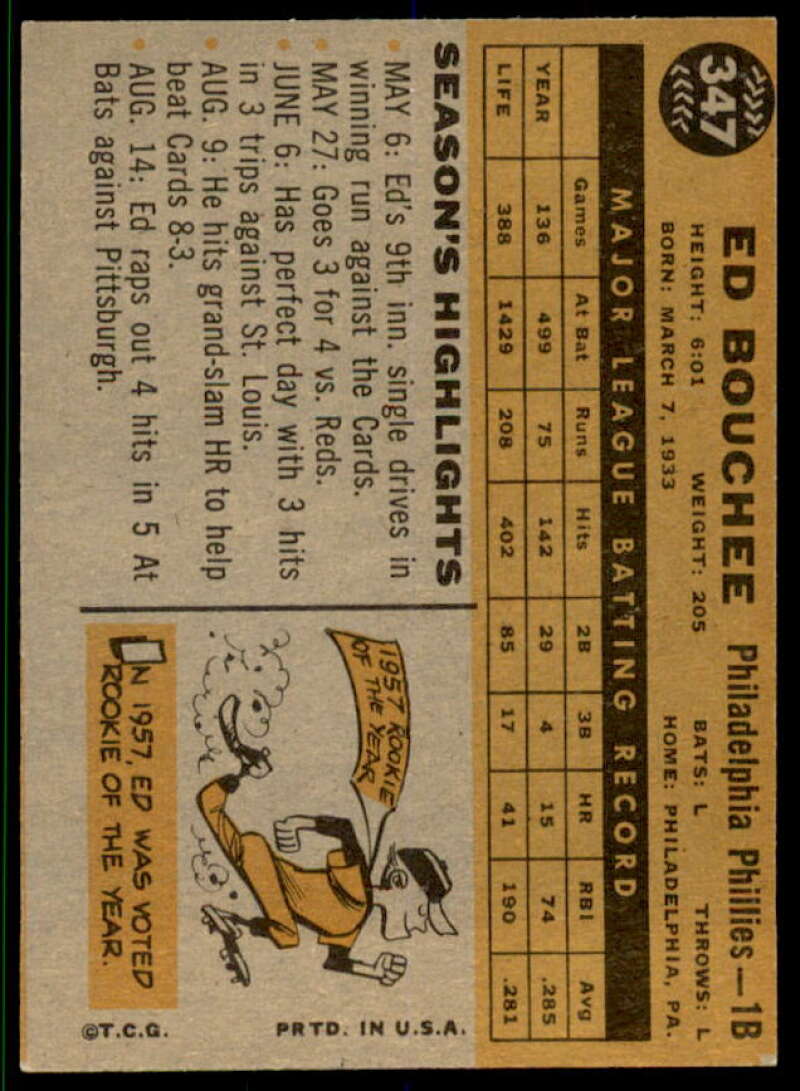 347
ED BOUCHEE Philadelphia Phillies—1B
HEIGHT: 6:01 WEIGHT: 205 BATS: L THROWS: L
BORN: MARCH 7, 1933 HOME: PHILADELPHIA, PA.
MAJOR LEAGUE BATTING RECORD
Games At Bat Runs Hits 2B 3B HR RBI Avg
YEAR 136 499 75 142 29 4 15 74 .285
LIFE 388 1429 208 402 85 17 41 190 .281
SEASON'S HIGHLIGHTS
• MAY 6: Ed's 9th inn. single drives in
winning run against the Cards.
• MAY 27: Goes 3 for 4 vs. Reds.
• JUNE 6: Has perfect day with 3 hits
in 3 trips against St. Louis.
• AUG. 9: He hits grand-slam HR to help
beat Cards 8-3.
• AUG. 14: Ed raps out 4 hits in 5 At
Bats against Pittsburgh.
1957 ROOKIE
OF THE YEAR
IN 1957, ED WAS VOTED
ROOKIE OF THE YEAR.
PRTD. IN U.S.A.
©T.C.G.